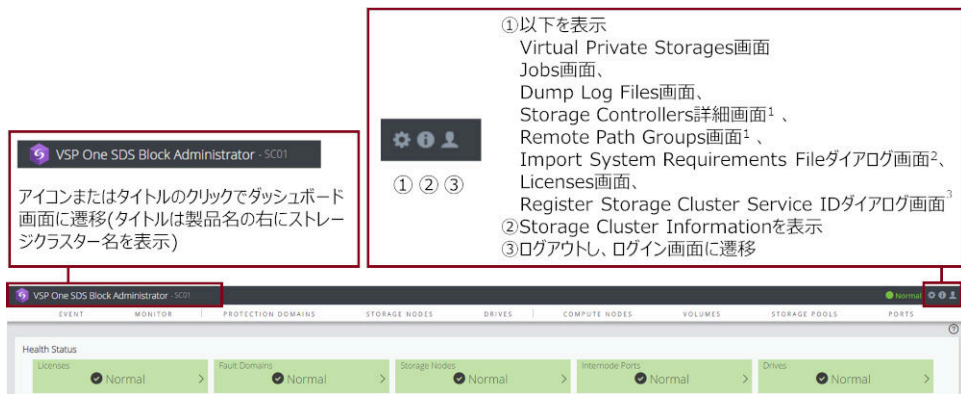 ①以下を表示
Virtual Private Storages画面
Jobs画面、
Dump Log Files画面、
Storage Controllers詳細画面1 、
Remote Path Groups画面1 、
Import System Requirements Fileダイアログ画面2、
Licenses画面、
Register Storage Cluster Service IDダイアログ画面3
②Storage Cluster Informationを表示
③ログアウトし、ログイン画面に遷移
① ② ③
VSP One SDS Block Administrator - SC01
アイコンまたはタイトルのクリックでダッシュボード
画面に遷移(タイトルは製品名の右にストレー
ジクラスター名を表示)
VSP One SDS Block Administrator - SC01
Normal
EVENT MONITOR PROTECTION DOMAINS STORAGE NODES DRIVES COMPUTE NODES VOLUMES STORAGE POOLS PORTS
Health Status
Licenses Fault Domains Storage Nodes Internode Ports Drives
Normal Normal Normal Normal Normal